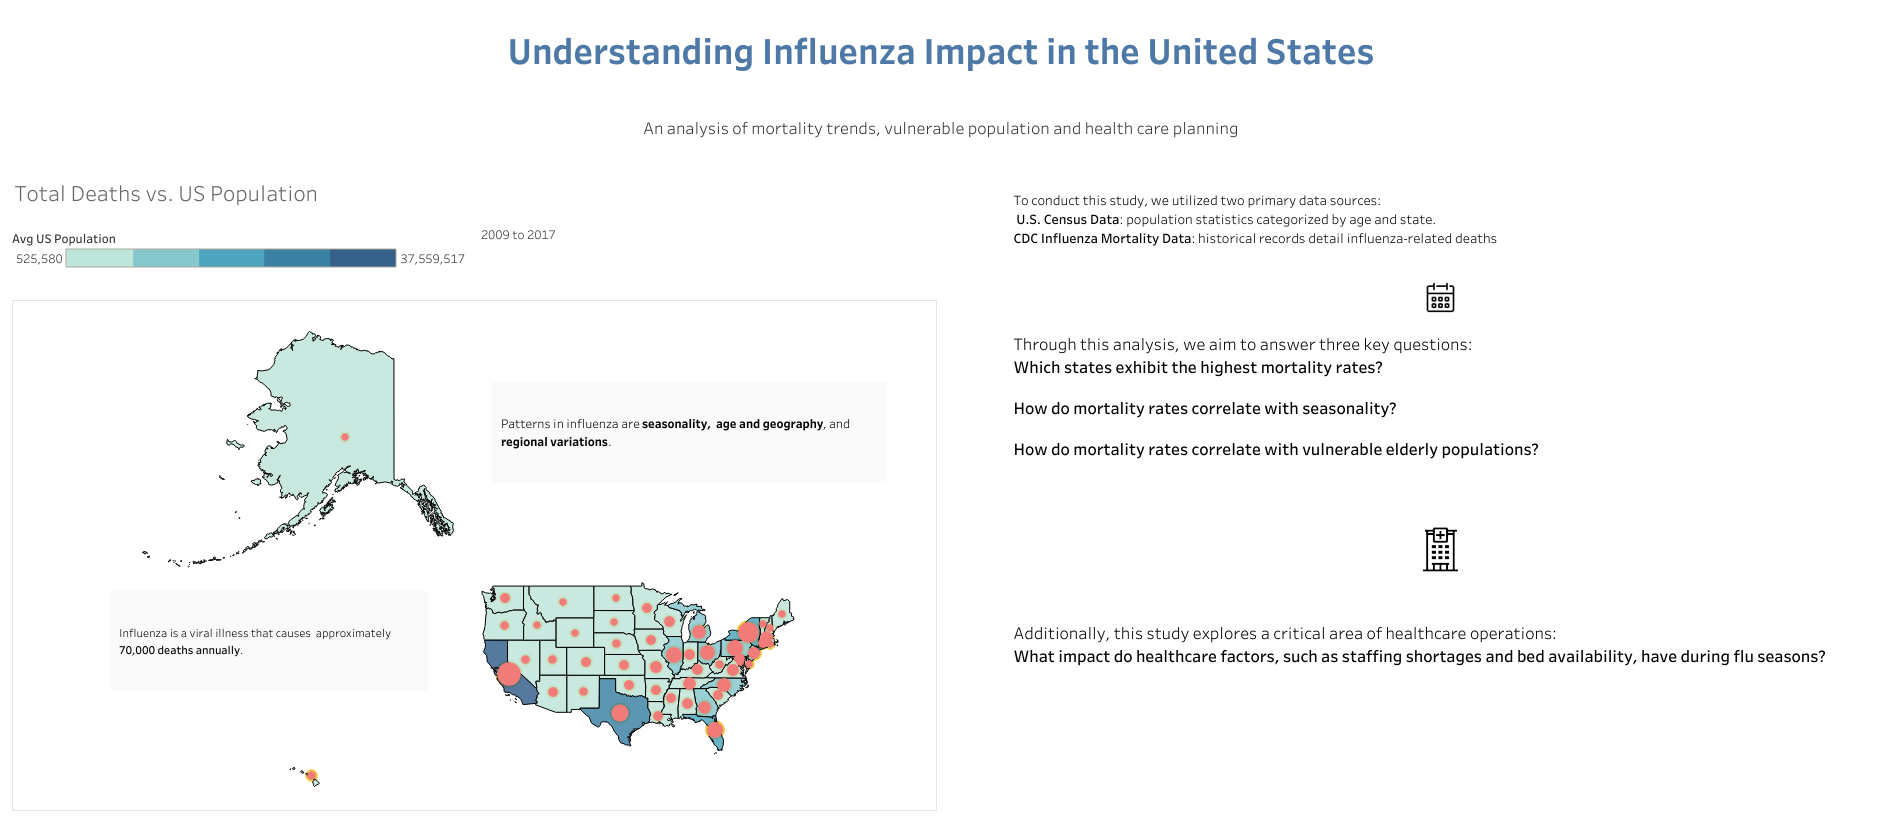 Understanding Influenza Impact in the United States
An analysis of mortality trends, vulnerable population and health care planning
Total Deaths vs. US Population
Avg US Population
525,580
37,559,517
2009 to 2017
Patterns in influenza are seasonality,  age and geography, and
regional variations.
Influenza is a viral illness that causes  approximately
70,000 deaths annually.
To conduct this study, we utilized two primary data sources:
U.S. Census Data: population statistics categorized by age and state.
CDC Influenza Mortality Data: historical records detail influenza-related deaths
Through this analysis, we aim to answer three key questions:
Which states exhibit the highest mortality rates?
How do mortality rates correlate with seasonality?
How do mortality rates correlate with vulnerable elderly populations?
Additionally, this study explores a critical area of healthcare operations:
What impact do healthcare factors, such as staffing shortages and bed availability, have during flu seasons?